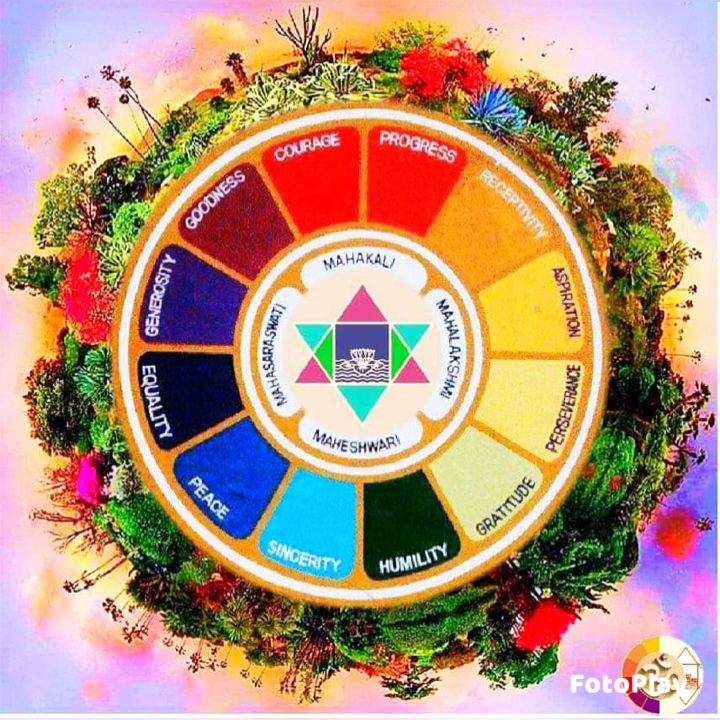 COURAGE
PROGRESS
RECEPTIVITY
ASPIRATION
PERSEVERANCE
GRATITUDE
HUMILITY
SINCERITY
PEACE
EQUALITY
GENEROSITY
GOODNESS
MAHAKALI
MAHALAKSHMI
MAHESHWARI
MAHASARASWATI
ॐ
FotoPlay